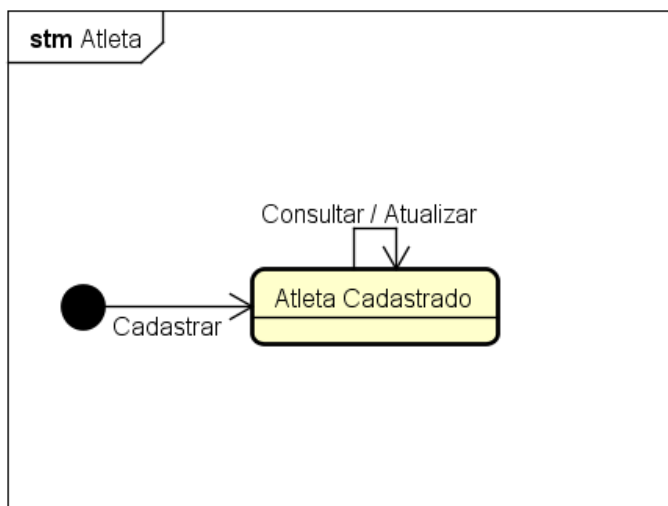 stm Atleta
Consultar / Atualizar
Atleta Cadastrado
Cadastrar